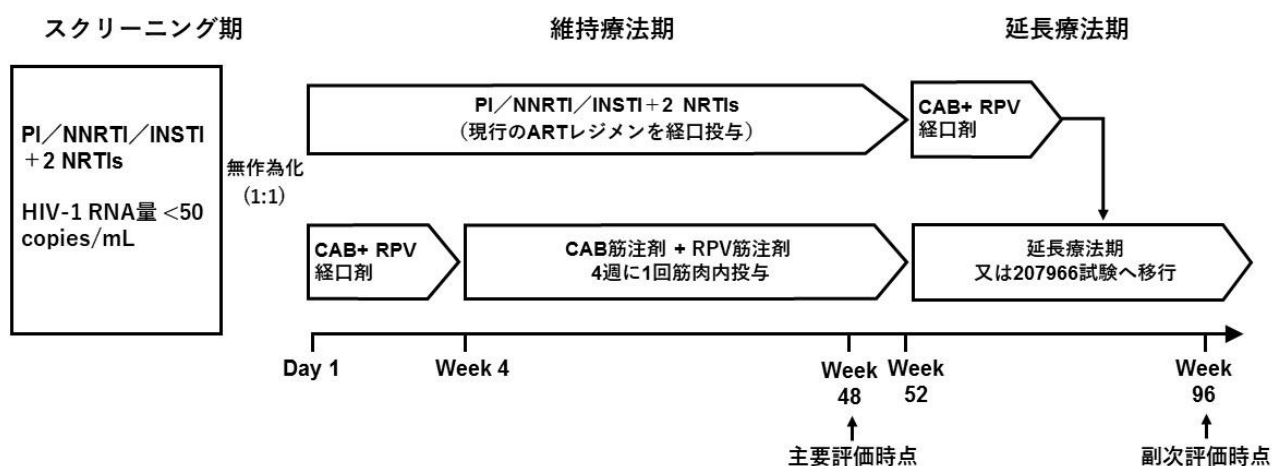 スクリーニング期
維持療法期
延長療法期
PI／NNRTI／INSTI
＋2 NRTIs
HIV-1 RNA量 <50
copies/mL
無作為化
(1:1)
PI／NNRTI／INSTI＋2 NRTIs
（現行のARTレジメンを経口投与）
CAB+ RPV
経口剤
CAB+ RPV
経口剤
CAB筋注剤 + RPV筋注剤
4週に1回筋肉内投与
延長療法期
又は207966試験へ移行
Day 1
Week 4
Week
48
Week
52
Week
96
主要評価時点
副次評価時点